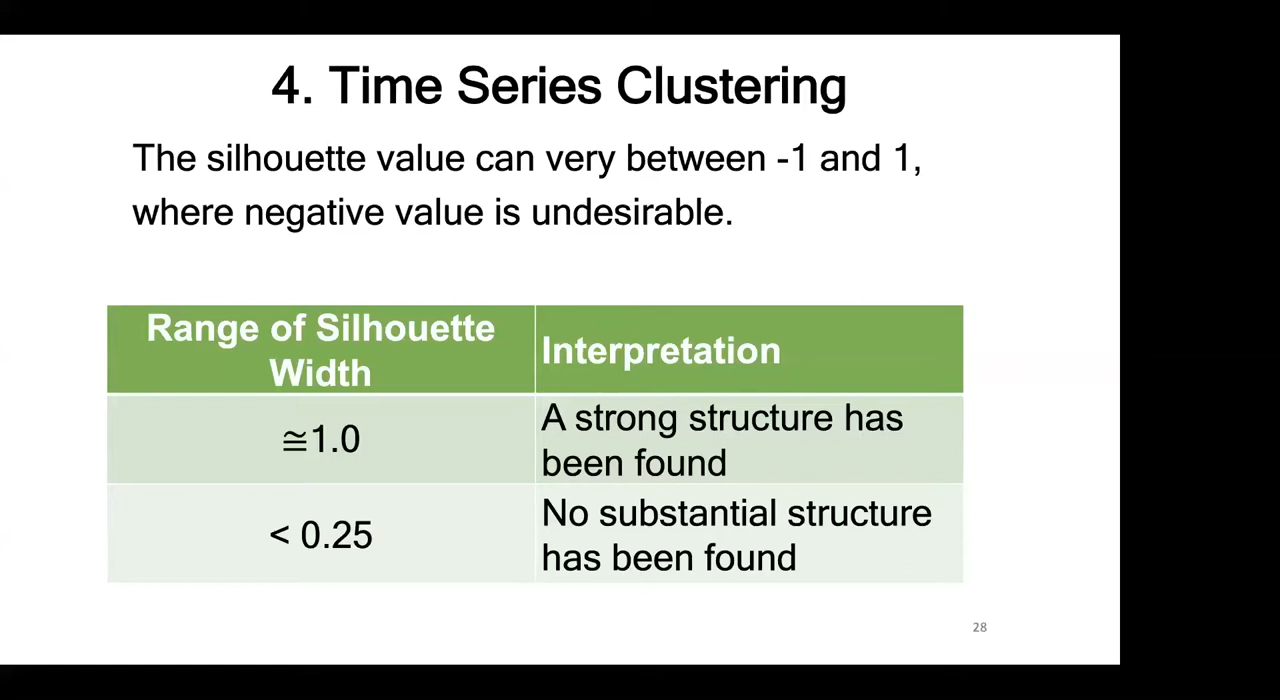 4. Time Series Clustering
The silhouette value can very between -1 and 1,
where negative value is undesirable.
Range of Silhouette
Width
Interpretation
≅1.0
A strong structure has
been found
< 0.25
No substantial structure
has been found
28